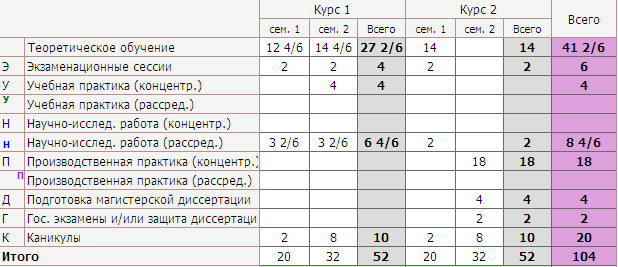 Курс 1 Курс 2 Всего
сем. 1 сем. 2 Всего сем. 1 сем. 2 Всего
Теоретическое обучение 12 4/6 14 4/6 27 2/6 14 14 41 2/6
Э Экзаменационные сессии 2 2 4 2 2 6
У Учебная практика (концентр.) 4 4 4
У Учебная практика (рассред.)
Н Научно-исслед. работа (концентр.)
н Научно-исслед. работа (рассред.) 3 2/6 3 2/6 6 4/6 2 2 8 4/6
П Производственная практика (концентр.) 18 18 18
П Производственная практика (рассред.)
Д Подготовка магистерской диссертации 4 4 4
Г Гос. экзамены и/или защита диссертаци 2 2 2
К Каникулы 2 8 10 2 8 10 20
Итого 20 32 52 20 32 52 104